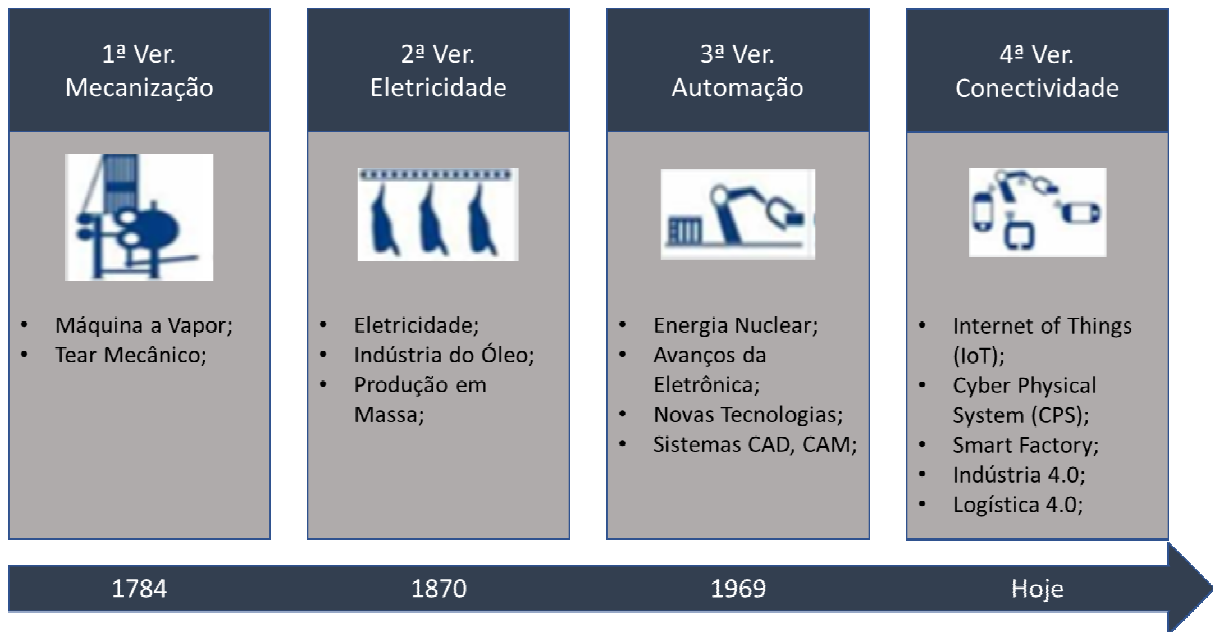 1ª Ver.
Mecanização
• Máquina a Vapor;
• Tear Mecânico;
2ª Ver.
Eletricidade
• Eletricidade;
• Indústria do Óleo;
• Produção em
Massa;
3ª Ver.
Automação
• Energia Nuclear;
• Avanços da
Eletrônica;
• Novas Tecnologias;
• Sistemas CAD, CAM;
4ª Ver.
Conectividade
• Internet of Things
(IoT);
• Cyber Physical
System (CPS);
• Smart Factory;
• Indústria 4.0;
• Logística 4.0;
1784
1870
1969
Hoje